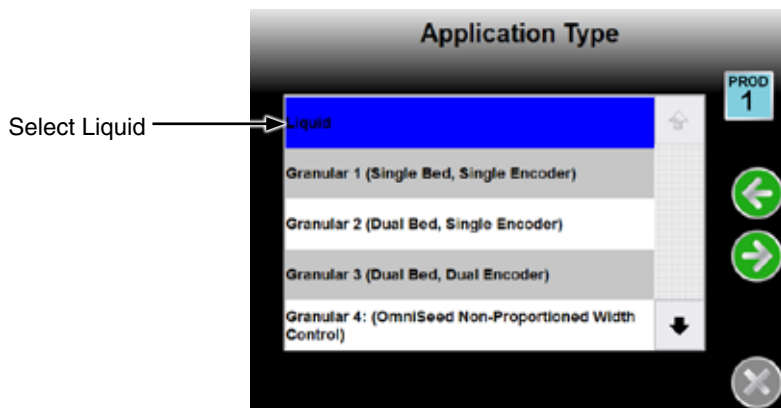 Application Type
PROD
1
Select Liquid
Liquid
Granular 1 (Single Bed, Single Encoder)
Granular 2 (Dual Bed, Single Encoder)
Granular 3 (Dual Bed, Dual Encoder)
Granular 4: (OmniSeed Non-Proportioned Width
Control)